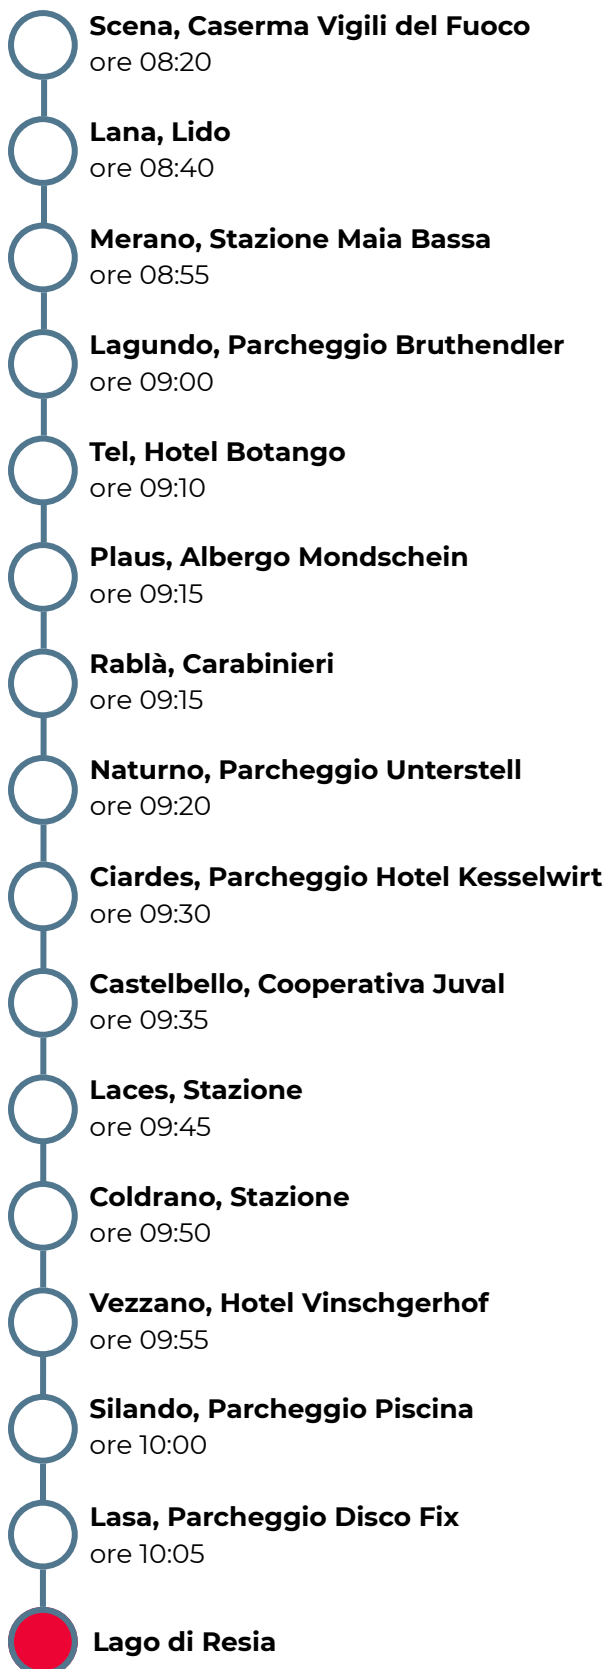 Scena, Caserma Vigili del Fuoco
ore 08:20
Lana, Lido
ore 08:40
Merano, Stazione Maia Bassa
ore 08:55
Lagundo, Parcheggio Bruthendler
ore 09:00
Tel, Hotel Botango
ore 09:10
Plaus, Albergo Mondschein
ore 09:15
Rablà, Carabinieri
ore 09:15
Naturno, Parcheggio Unterstell
ore 09:20
Ciardes, Parcheggio Hotel Kesselwirt
ore 09:30
Castelbello, Cooperativa Juval
ore 09:35
Laces, Stazione
ore 09:45
Coldrano, Stazione
ore 09:50
Vezzano, Hotel Vinschgerhof
ore 09:55
Silando, Parcheggio Piscina
ore 10:00
Lasa, Parcheggio Disco Fix
ore 10:05
Lago di Resia